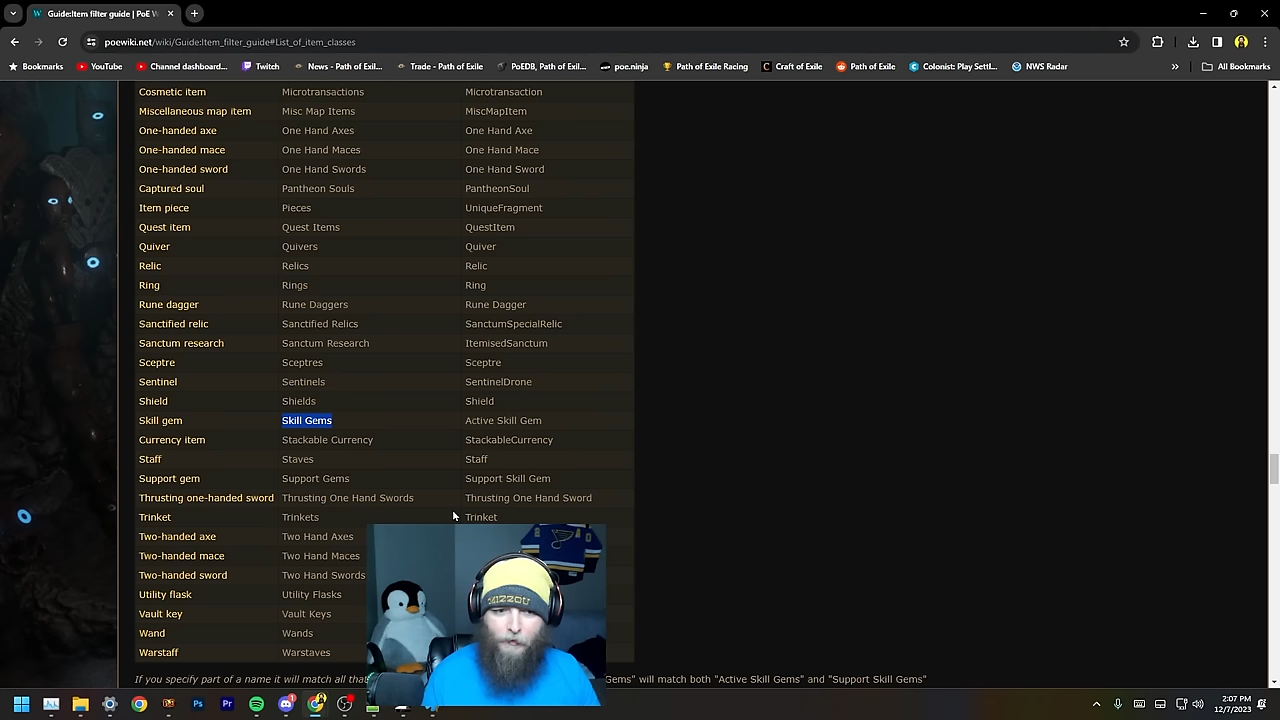 Guide:Item filter guide | PoE W
poewiki.net/wiki/Guide:Item_filter_guide#List_of_item_classes
Bookmarks YouTube Channel dashboard... Twitch News - Path of Exil... Trade - Path of Exile PoEDB, Path of Exil... poe.ninja Path of Exile Racing Craft of Exile Path of Exile Colonist: Play Settl... NWS Radar » All Bookmarks
Cosmetic item Microtransactions Microtransaction
Miscellaneous map item Misc Map Items MiscMapItem
One-handed axe One Hand Axes One Hand Axe
One-handed mace One Hand Maces One Hand Mace
One-handed sword One Hand Swords One Hand Sword
Captured soul Pantheon Souls PantheonSoul
Item piece Pieces UniqueFragment
Quest item Quest Items QuestItem
Quiver Quivers Quiver
Relic Relics Relic
Ring Rings Ring
Rune dagger Rune Daggers Rune Dagger
Sanctified relic Sanctified Relics SanctumSpecialRelic
Sanctum research Sanctum Research ItemisedSanctum
Sceptre Sceptres Sceptre
Sentinel Sentinels SentinelDrone
Shield Shields Shield
Skill gem Skill Gems Active Skill Gem
Currency item Stackable Currency StackableCurrency
Staff Staves Staff
Support gem Support Gems Support Skill Gem
Thrusting one-handed sword Thrusting One Hand Swords Thrusting One Hand Sword
Trinket Trinkets Trinket
Two-handed axe Two Hand Axes
Two-handed mace Two Hand Maces
Two-handed sword Two Hand Swords
Utility flask Utility Flasks
Vault key Vault Keys
Wand Wands
Warstaff Warstaves
MIZZOU
If you specify part of a name it will match all that Gems" will match both "Active Skill Gems" and "Support Skill Gems"
2:07 PM
12/7/2023